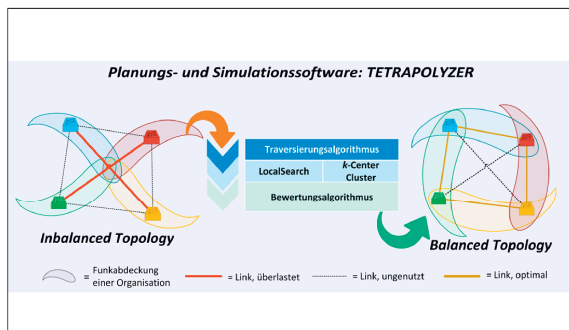 Planungs- und Simulationssoftware: TETRAPOLYZER
Traversierungsalgorithmus
LocalSearch
k-Center
Cluster
Bewertungsalgorithmus
Inbalanced Topology
Balanced Topology
= Funkabdeckung
einer Organisation
= Link, überlastet
= Link, ungenutzt
= Link, optimal